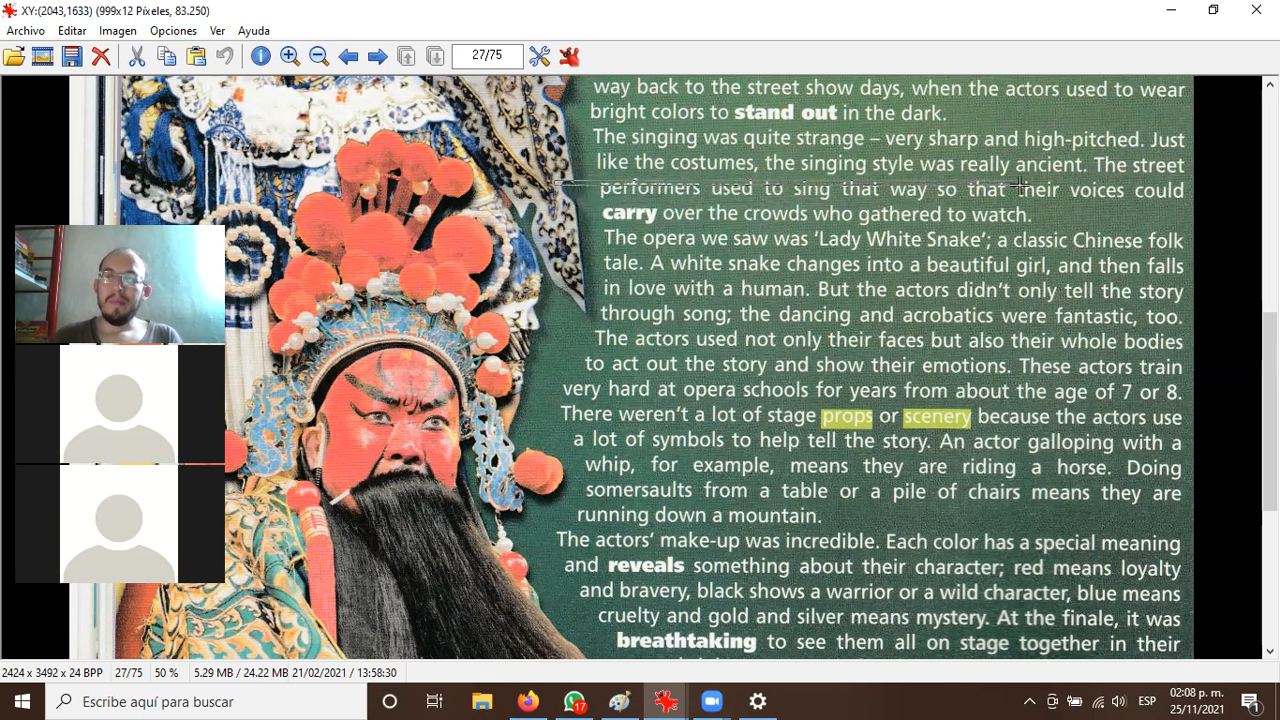 XY:(2043,1633) (999x12 Píxeles, 83.250)
Archivo Editar Imagen Opciones Ver Ayuda
27/75
way back to the street show days, when the actors used to wear
bright colors to stand out in the dark.
The singing was quite strange – very sharp and high-pitched. Just
like the costumes, the singing style was really ancient. The street
performers used to sing that way so that their voices could
carry over the crowds who gathered to watch.
The opera we saw was ‘Lady White Snake’; a classic Chinese folk
tale. A white snake changes into a beautiful girl, and then falls
in love with a human. But the actors didn’t only tell the story
through song; the dancing and acrobatics were fantastic, too.
The actors used not only their faces but also their whole bodies
to act out the story and show their emotions. These actors train
very hard at opera schools for years from about the age of 7 or 8.
There weren’t a lot of stage props or scenery because the actors use
a lot of symbols to help tell the story. An actor galloping with a
whip, for example, means they are riding a horse. Doing
somersaults from a table or a pile of chairs means they are
running down a mountain.
The actors’ make-up was incredible. Each color has a special meaning
and reveals something about their character; red means loyalty
and bravery, black shows a warrior or a wild character, blue means
cruelty and gold and silver means mystery. At the finale, it was
breathtaking to see them all on stage together in their
2424 x 3492 x 24 BPP 27/75 50 % 5.29 MB / 24.22 MB 21/02/2021 / 13:58:30
Escribe aquí para buscar
17
ESP
02:08 p. m.
25/11/2021
1